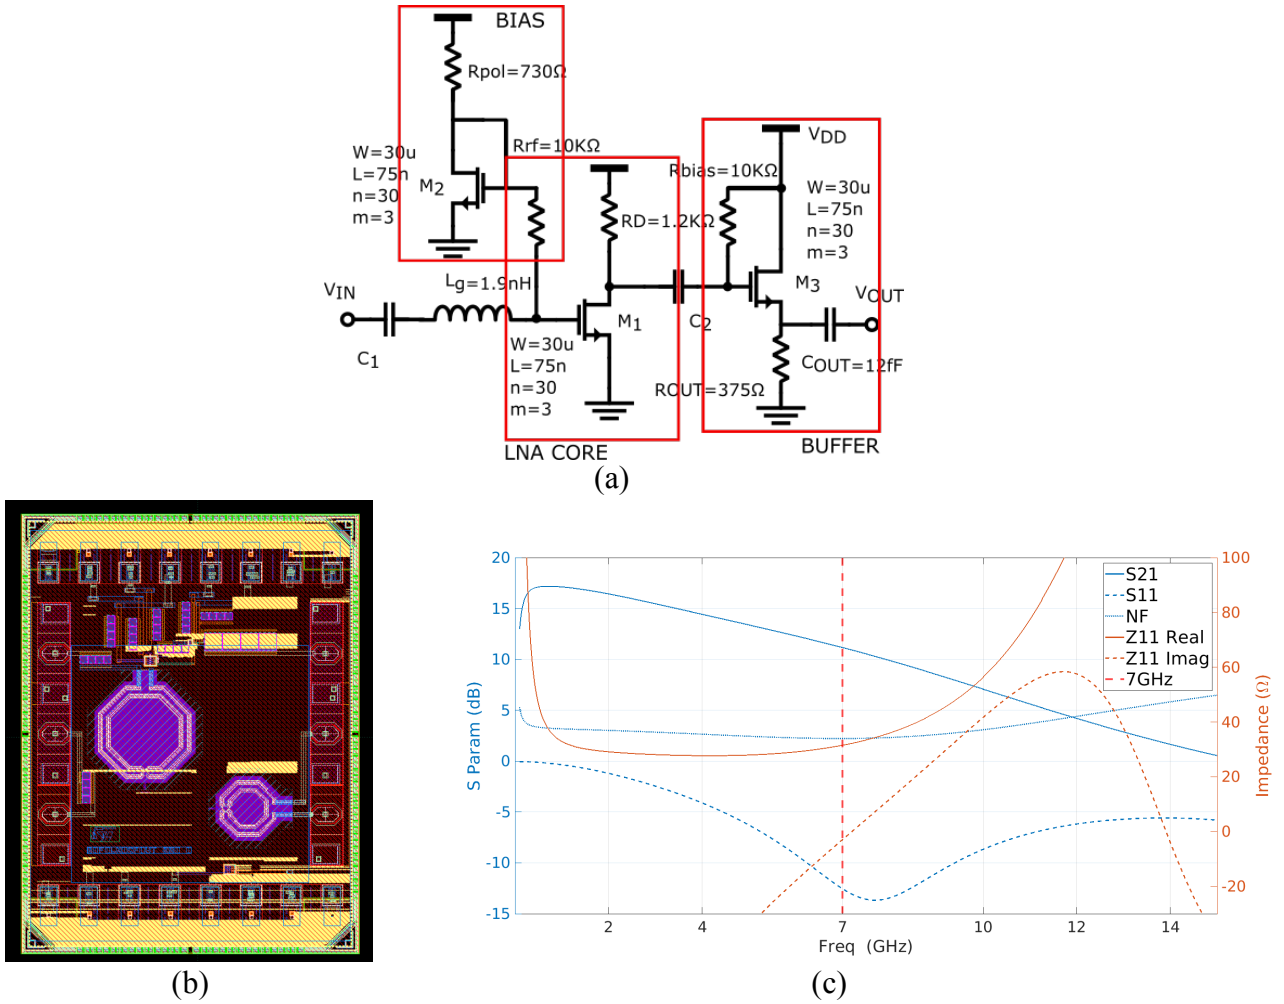 BIAS
Rpol=730Ω
Rrf=10KΩ
W=30u
L=75n
n=30
m=3
M2
Rbias=10KΩ
VDD
W=30u
L=75n
n=30
m=3
RD=1.2KΩ
Lg=1.9nH
VIN
C1
M1
C2
M3
VOUT
W=30u
L=75n
n=30
m=3
ROUT=375Ω
COUT=12fF
LNA CORE
BUFFER
(a)
(b)
20
15
10
5
0
-5
-10
-15
S Param (dB)
2
4
7
10
12
14
Freq (GHz)
100
80
60
40
20
0
-20
Impedance (Ω)
S21
S11
NF
Z11 Real
Z11 Imag
7GHz
(c)